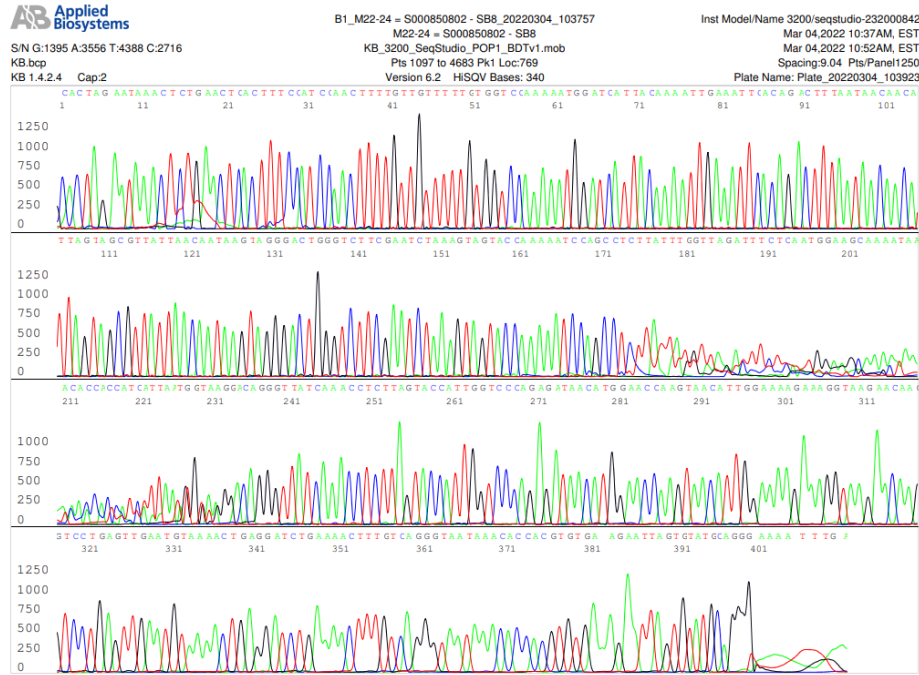 AB Applied Biosystems
B1_M22-24 = S000850802 - SB8_20220304_103757
Inst Model/Name 3200/seqstudio-232000842
M22-24 = S000850802 - SB8
Mar 04,2022 10:37AM, EST
S/N G:1395 A:3556 T:4388 C:2716
KB_3200_SeqStudio_POP1_BDTv1.mob
Mar 04,2022 10:52AM, EST
KB.bcp
Pts 1097 to 4683 Pk1 Loc:769
Spacing:9.04 Pts/Panel1250
KB 1.4.2.4 Cap:2
Version 6.2 HiSQV Bases: 340
Plate Name: Plate_20220304_103923
1 11 21 31 41 51 61 71 81 91 101
1250
1000
750
500
250
0
TTAGTAGCGTTATTAACAATAAGTAGGGACTGGGTCTTCGAATCTAAAGTAGTACCAAAAATCCAGCCTCTTATTTGGTTAGATTTCTCAATGGAAGCAAAATAA
111 121 131 141 151 161 171 181 191 201
1250
1000
750
500
250
0
211 221 231 241 251 261 271 281 291 301 311
1000
750
500
250
0
GTCCTGAGTTGAATGTAAAACTGAGGATCTGAAAACTTTGTCAGGGTAATAAACACCACGTGTGA AGAATTAGTGTATGCAGGG AAAA T TTG A
321 331 341 351 361 371 381 391 401
1250
1000
750
500
250
0